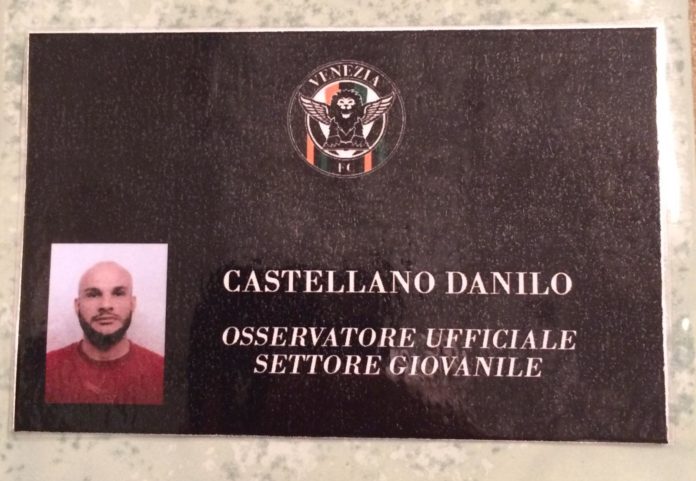 VENEZIA
FC
CASTELLANO DANILO
OSSERVATORE UFFICIALE
SETTORE GIOVANILE